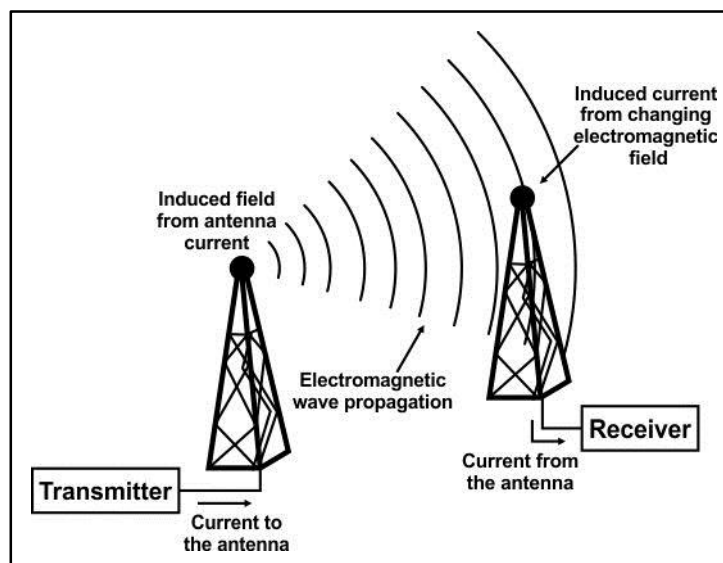 Induced current
from changing
electromagnetic
field
Induced field
from antenna
current
Electromagnetic
wave propagation
Receiver
Current from
the antenna
Transmitter
Current to
the antenna